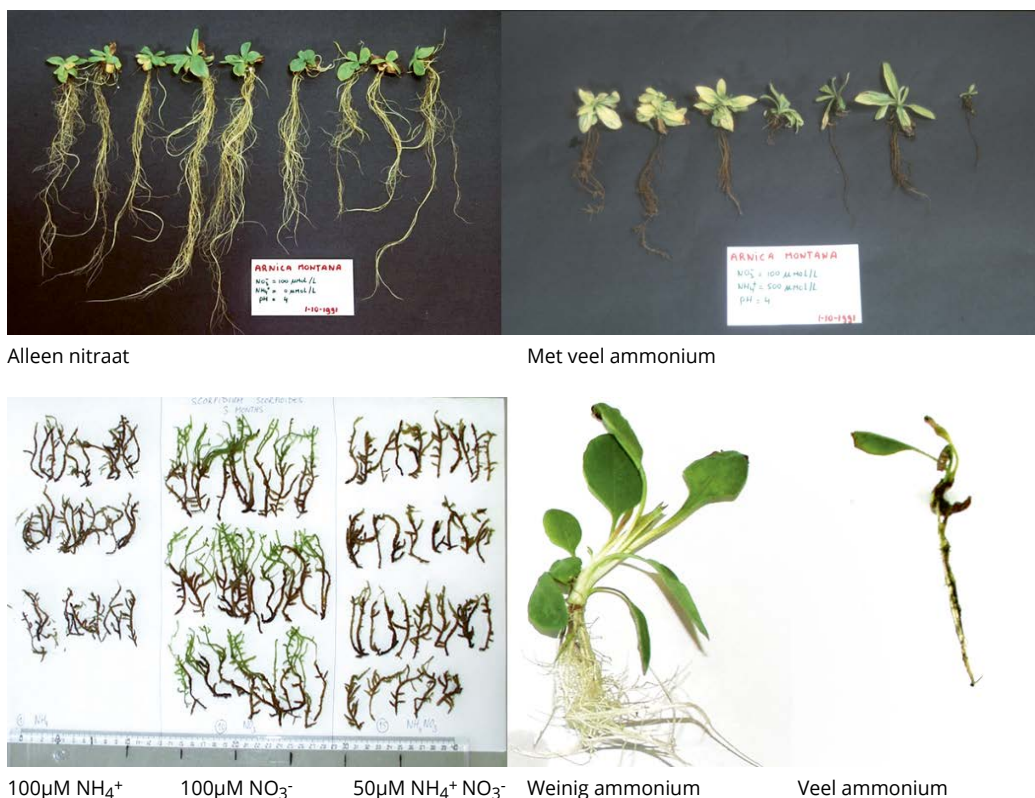 ARNICA MONTANA
NO3⁻ = 100 µMol/L
NH4⁺ = 0 µMol/L
pH = 4
1-10-1991
ARNICA MONTANA
NO3⁻ = 100 µMol/L
NH4⁺ = 500 µMol/L
pH = 4
1-10-1991
Alleen nitraat
Met veel ammonium
SCORPIDIUM SCORPIOIDES
3 MONTHS
NH4
NO3
NH4NO3
100µM NH4⁺
100µM NO3⁻
50µM NH4⁺ NO3⁻
Weinig ammonium
Veel ammonium